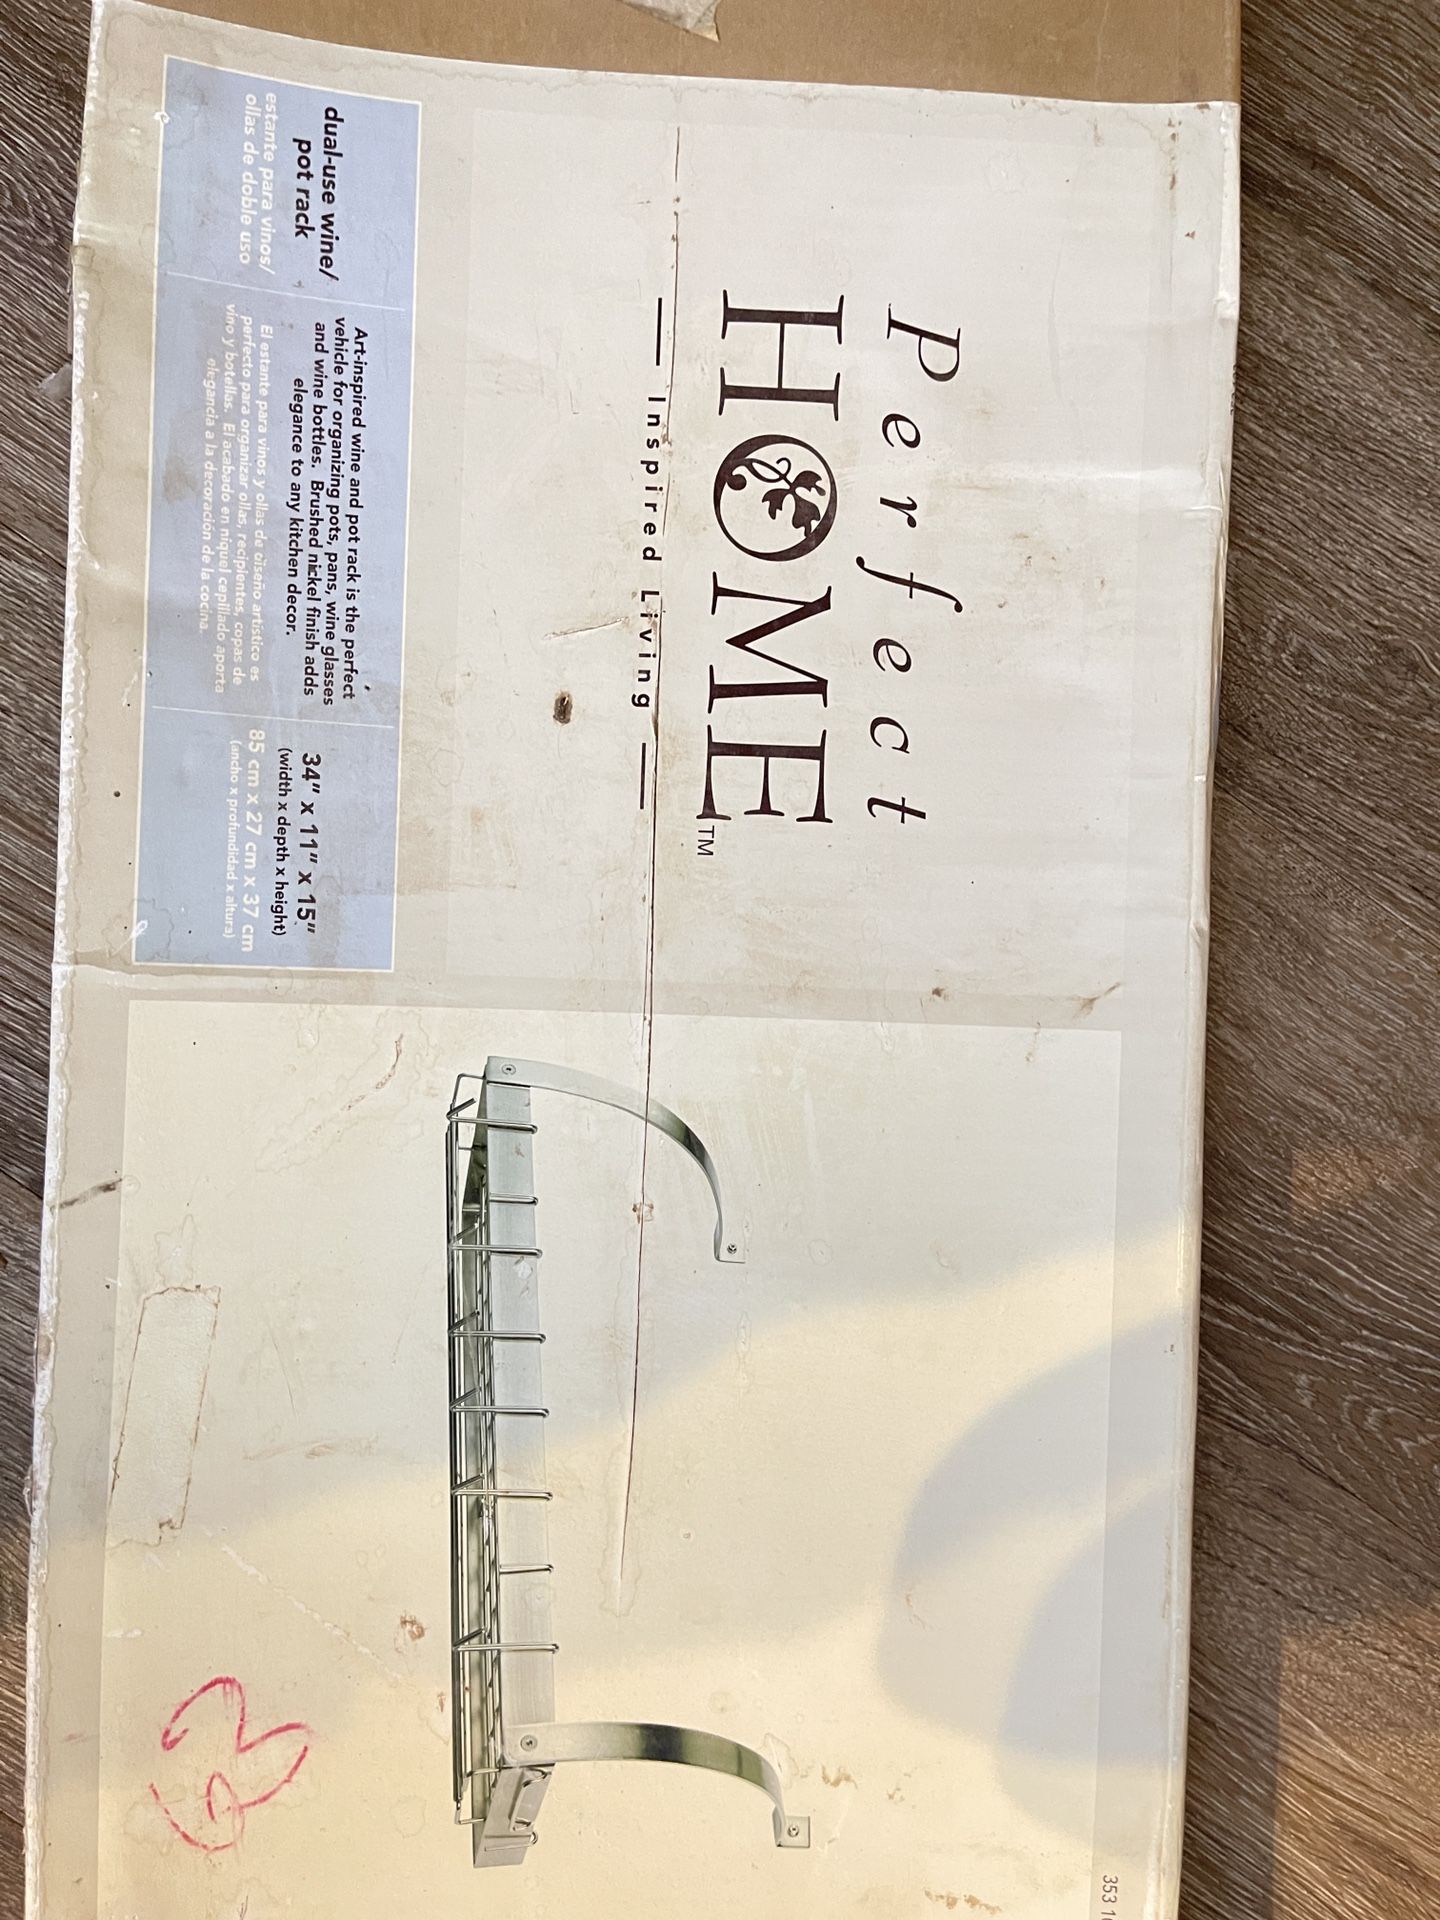 Perfect
HOME™
Inspired Living
dual-use wine/
pot rack
estante para vinos/
ollas de doble uso
Art-inspired wine and pot rack is the perfect
vehicle for organizing pots, pans, wine glasses
and wine bottles. Brushed nickel finish adds
elegance to any kitchen decor.
El estante para vinos y ollas de diseño artístico es
perfecto para organizar ollas, recipientes, copas de
vino y botellas. El acabado en níquel cepillado aporta
elegancia a la decoración de la cocina.
34" x 11" x 15"
(width x depth x height)
85 cm x 27 cm x 37 cm
(ancho x profundidad x altura)
353